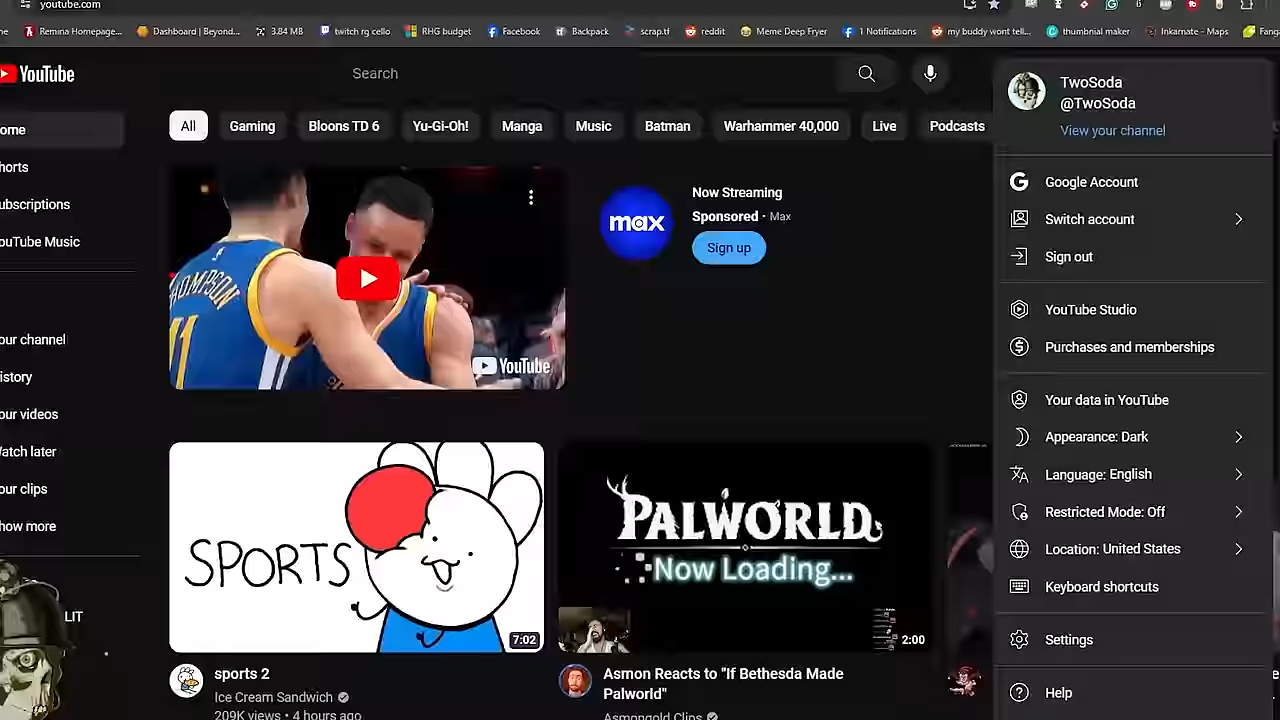 youtube.com
Remina Homepage...
Dashboard | Beyond...
3.84 MB
twitch rg cello
RHG budget
Facebook
Backpack
scrap.tf
reddit
Meme Deep Fryer
1 Notifications
my buddy wont tell...
thumbnial maker
Inkarnate - Maps
YouTube
Search
TwoSoda
@TwoSoda
View your channel
All
Gaming
Bloons TD 6
Yu-Gi-Oh!
Manga
Music
Batman
Warhammer 40,000
Live
Podcasts
ome
horts
ubscriptions
ouTube Music
our channel
istory
our videos
atch later
our clips
how more
LIT
HOMPSON
11
YouTube
max
Now Streaming
Sponsored · Max
Sign up
SPORTS
7:02
sports 2
Ice Cream Sandwich
209K views · 4 hours ago
PALWORLD
Now Loading...
2:00
Asmon Reacts to "If Bethesda Made
Palworld"
Asmongold Clips
Google Account
Switch account
Sign out
YouTube Studio
Purchases and memberships
Your data in YouTube
Appearance: Dark
Language: English
Restricted Mode: Off
Location: United States
Keyboard shortcuts
Settings
Help